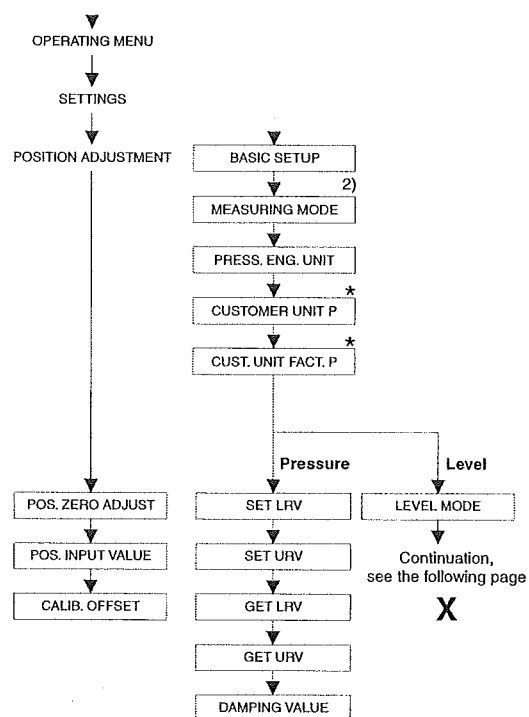 OPERATING MENU
SETTINGS
POSITION ADJUSTMENT
BASIC SETUP
2)
MEASURING MODE
PRESS. ENG. UNIT
*
CUSTOMER UNIT P
*
CUST. UNIT FACT. P
Pressure
Level
POS. ZERO ADJUST
SET LRV
LEVEL MODE
POS. INPUT VALUE
SET URV
Continuation,
see the following page
CALIB. OFFSET
GET LRV
X
GET URV
DAMPING VALUE